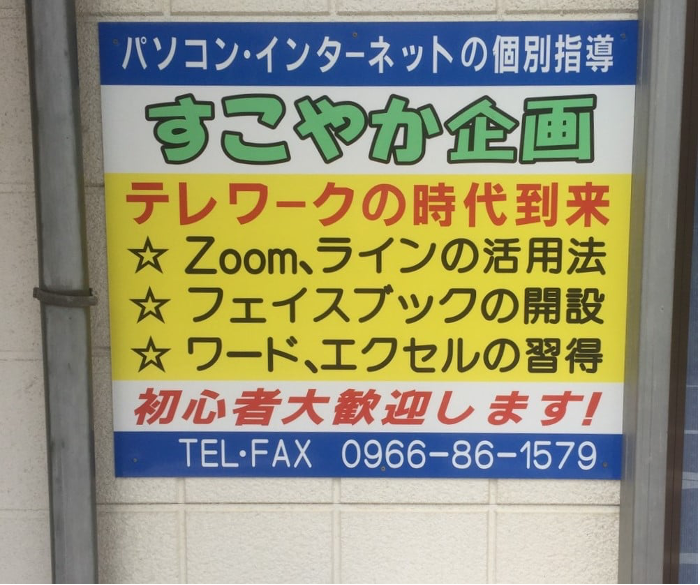 パソコン・インターネットの個別指導
すこやか企画
テレワークの時代到来
☆ Zoom、ラインの活用法
☆ フェイスブックの開設
☆ ワード、エクセルの習得
初心者大歓迎します!
TEL・FAX 0966-86-1579